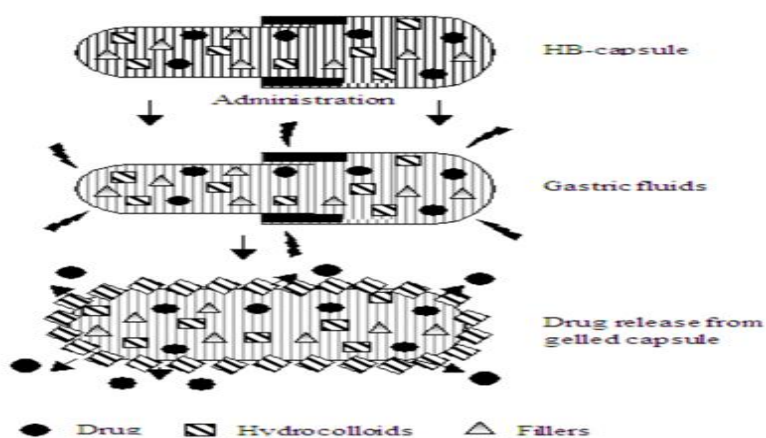 HB-capsule
Administration
Gastric fluids
Drug release from
gelled capsule
Drug Hydrocolloids Fillers